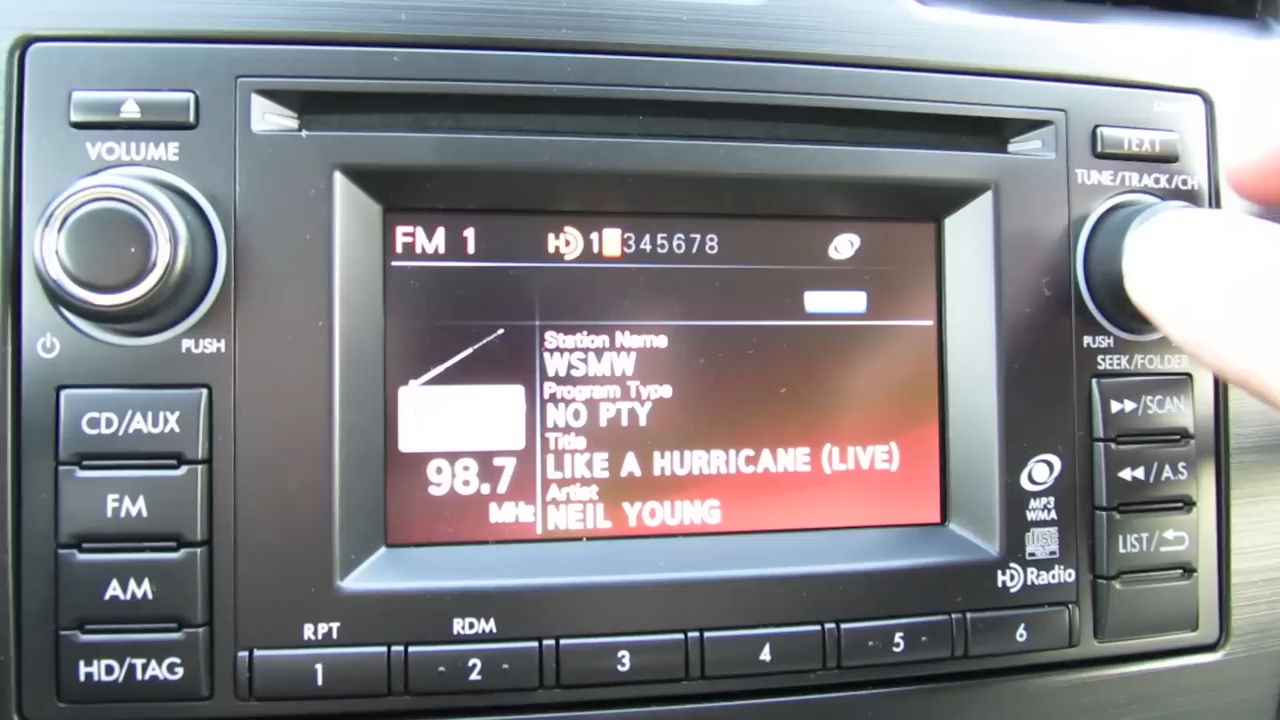 VOLUME
TEXT
TUNE/TRACK/CH
FM 1
HD 1 345678
Station Name
WSMW
Program Type
NO PTY
Title
LIKE A HURRICANE (LIVE)
Artist
NEIL YOUNG
98.7
MHz
PUSH
PUSH
SEEK/FOLDER
CD/AUX
FM
AM
HD/TAG
/SCAN
/A.S
LIST/
MP3
WMA
DISC
TEXT
HD Radio
RPT
RDM
1
2
3
4
5
6